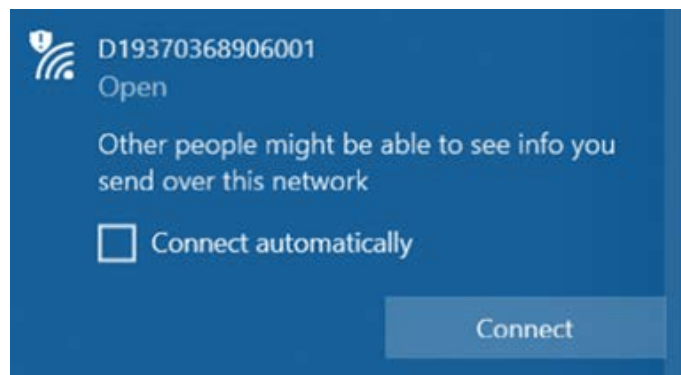 D19370368906001
Open
Other people might be able to see info you
send over this network
Connect automatically
Connect